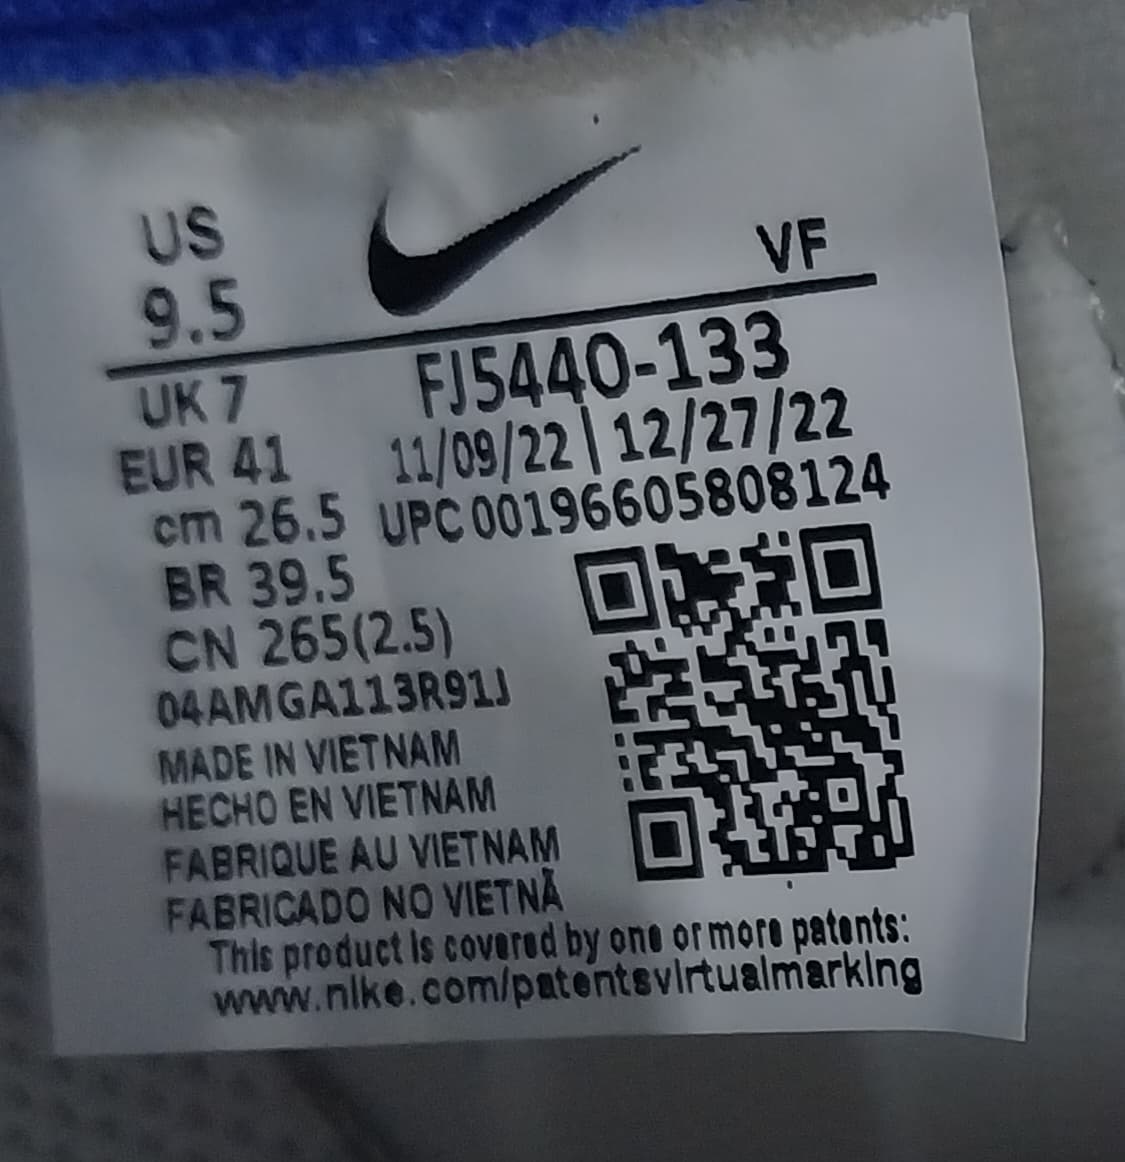 US
9.5
VF
UK 7
FJ5440-133
EUR 41
11/09/22 | 12/27/22
cm 26.5
UPC 00196605808124
BR 39.5
CN 265(2.5)
04AMGA113R91J
MADE IN VIETNAM
HECHO EN VIETNAM
FABRIQUE AU VIETNAM
FABRICADO NO VIETNÃ
This product is covered by one or more patents:
www.nike.com/patentsvirtualmarking